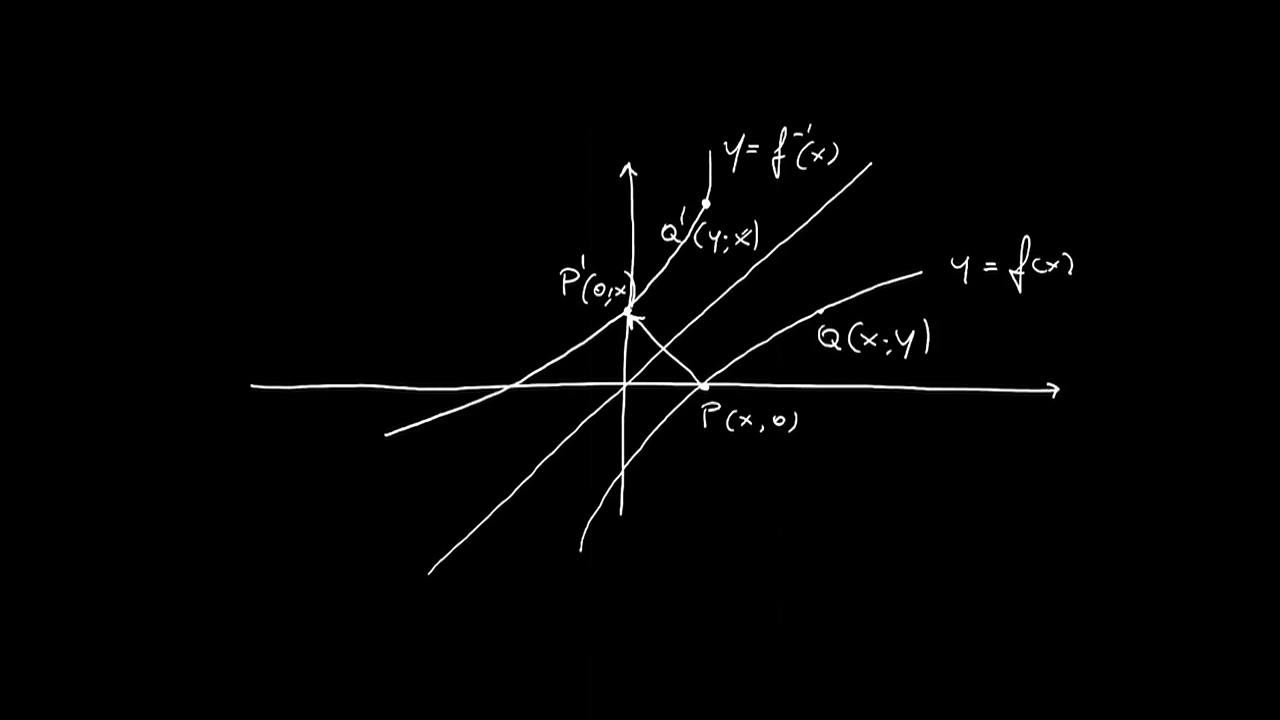 y = f⁻¹(x)
Q'(y; x)
y = f(x)
P'(0; x)
Q(x; y)
P(x, 0)